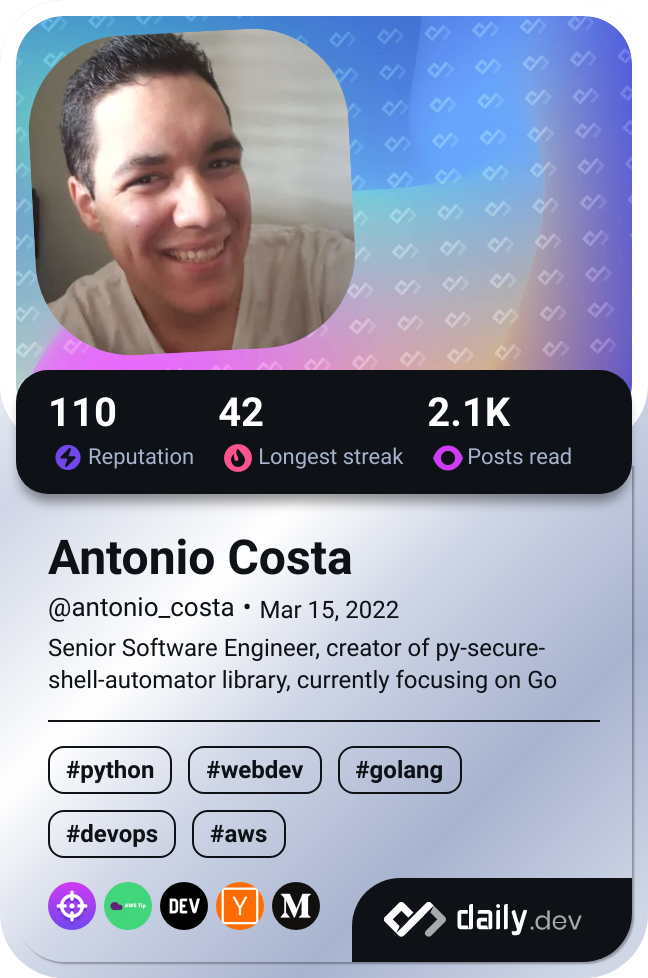 110 42 2.1K
Reputation Longest streak Posts read
Antonio Costa
@antonio_costa • Mar 15, 2022
Senior Software Engineer, creator of py-secure-
shell-automator library, currently focusing on Go
#python #webdev #golang
#devops #aws
AWS Tip DEV Y M
daily.dev